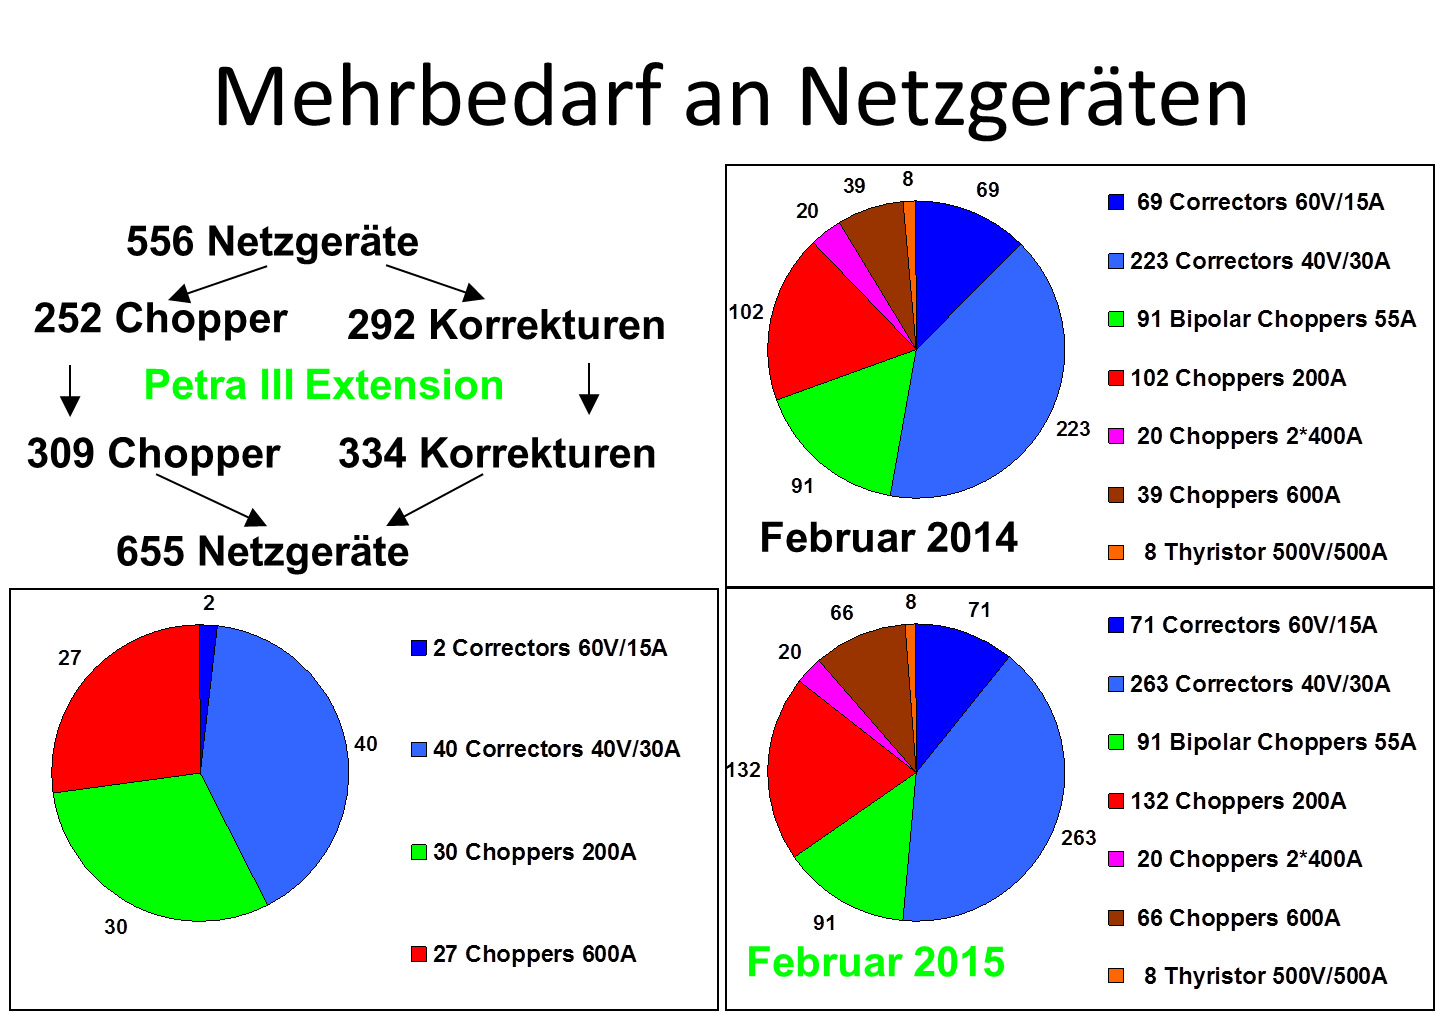 Mehrbedarf an Netzgeräten
556 Netzgeräte
252 Chopper
292 Korrekturen
Petra III Extension
309 Chopper
334 Korrekturen
655 Netzgeräte
39
8
69
20
102
223
91
69 Correctors 60V/15A
223 Correctors 40V/30A
91 Bipolar Choppers 55A
102 Choppers 200A
20 Choppers 2*400A
39 Choppers 600A
8 Thyristor 500V/500A
Februar 2014
2
27
40
30
2 Correctors 60V/15A
40 Correctors 40V/30A
30 Choppers 200A
27 Choppers 600A
66
8
71
20
132
263
91
71 Correctors 60V/15A
263 Correctors 40V/30A
91 Bipolar Choppers 55A
132 Choppers 200A
20 Choppers 2*400A
66 Choppers 600A
8 Thyristor 500V/500A
Februar 2015